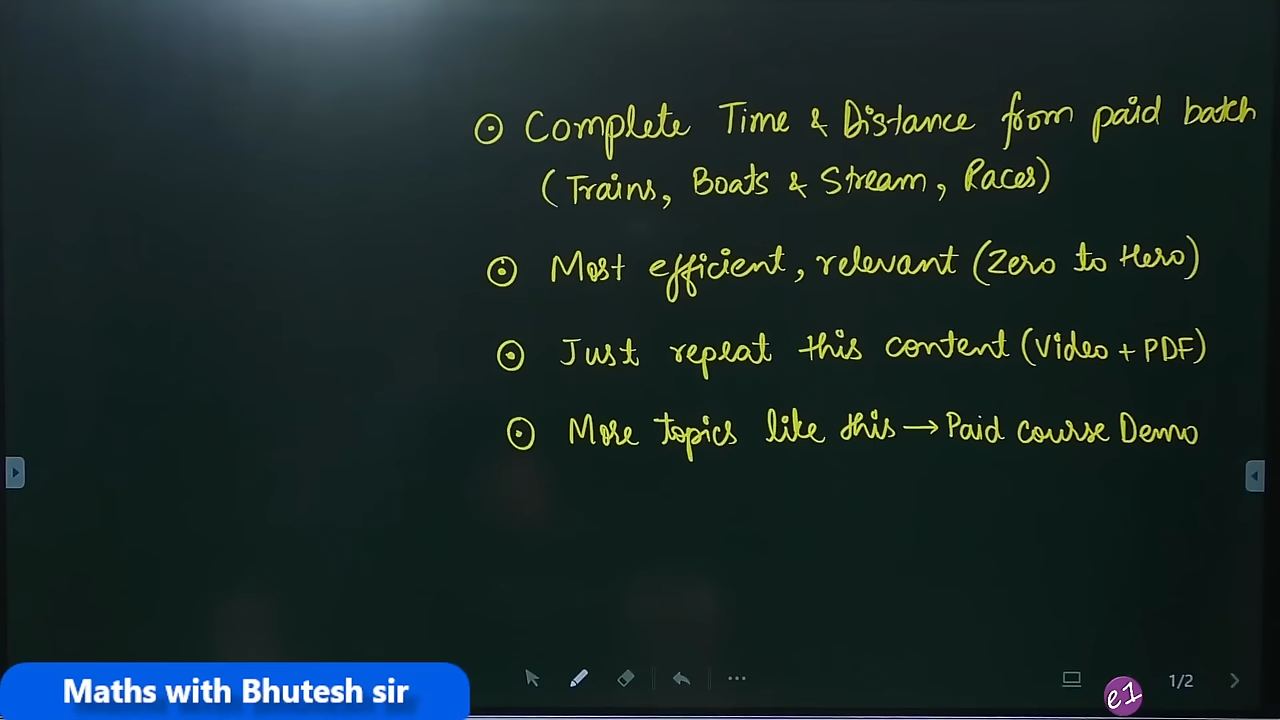 ⊙ Complete Time & Distance from paid batch
(Trains, Boats & Stream, Races)
⊙ Most efficient, relevant (Zero to Hero)
⊙ Just repeat this content (Video + PDF)
⊙ More topics like this → Paid course Demo
Maths with Bhutesh sir
e1
1/2